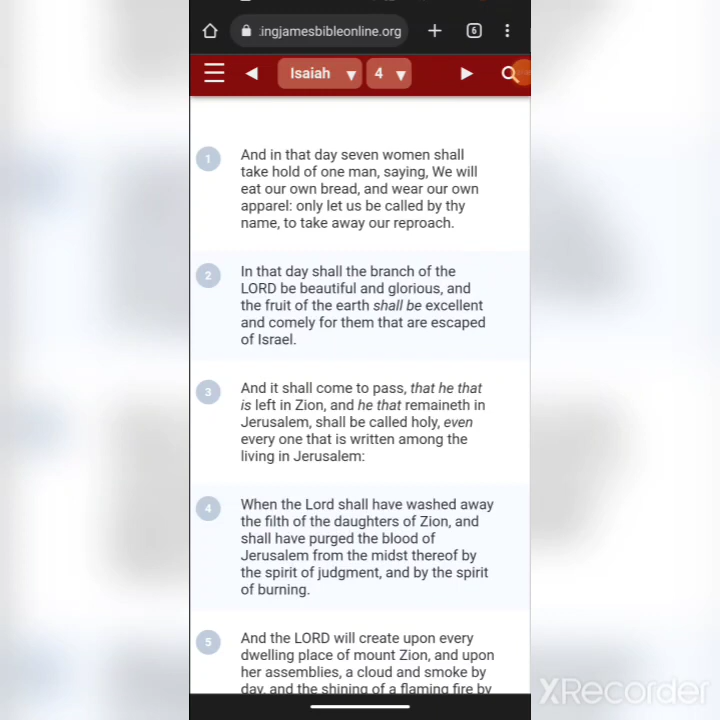 .ingjamesbibleonline.org
6
Isaiah
4
1
And in that day seven women shall
take hold of one man, saying, We will
eat our own bread, and wear our own
apparel: only let us be called by thy
name, to take away our reproach.
2
In that day shall the branch of the
LORD be beautiful and glorious, and
the fruit of the earth shall be excellent
and comely for them that are escaped
of Israel.
3
And it shall come to pass, that he that
is left in Zion, and he that remaineth in
Jerusalem, shall be called holy, even
every one that is written among the
living in Jerusalem:
4
When the Lord shall have washed away
the filth of the daughters of Zion, and
shall have purged the blood of
Jerusalem from the midst thereof by
the spirit of judgment, and by the spirit
of burning.
5
And the LORD will create upon every
dwelling place of mount Zion, and upon
her assemblies, a cloud and smoke by
day, and the shining of a flaming fire by
XRecorder